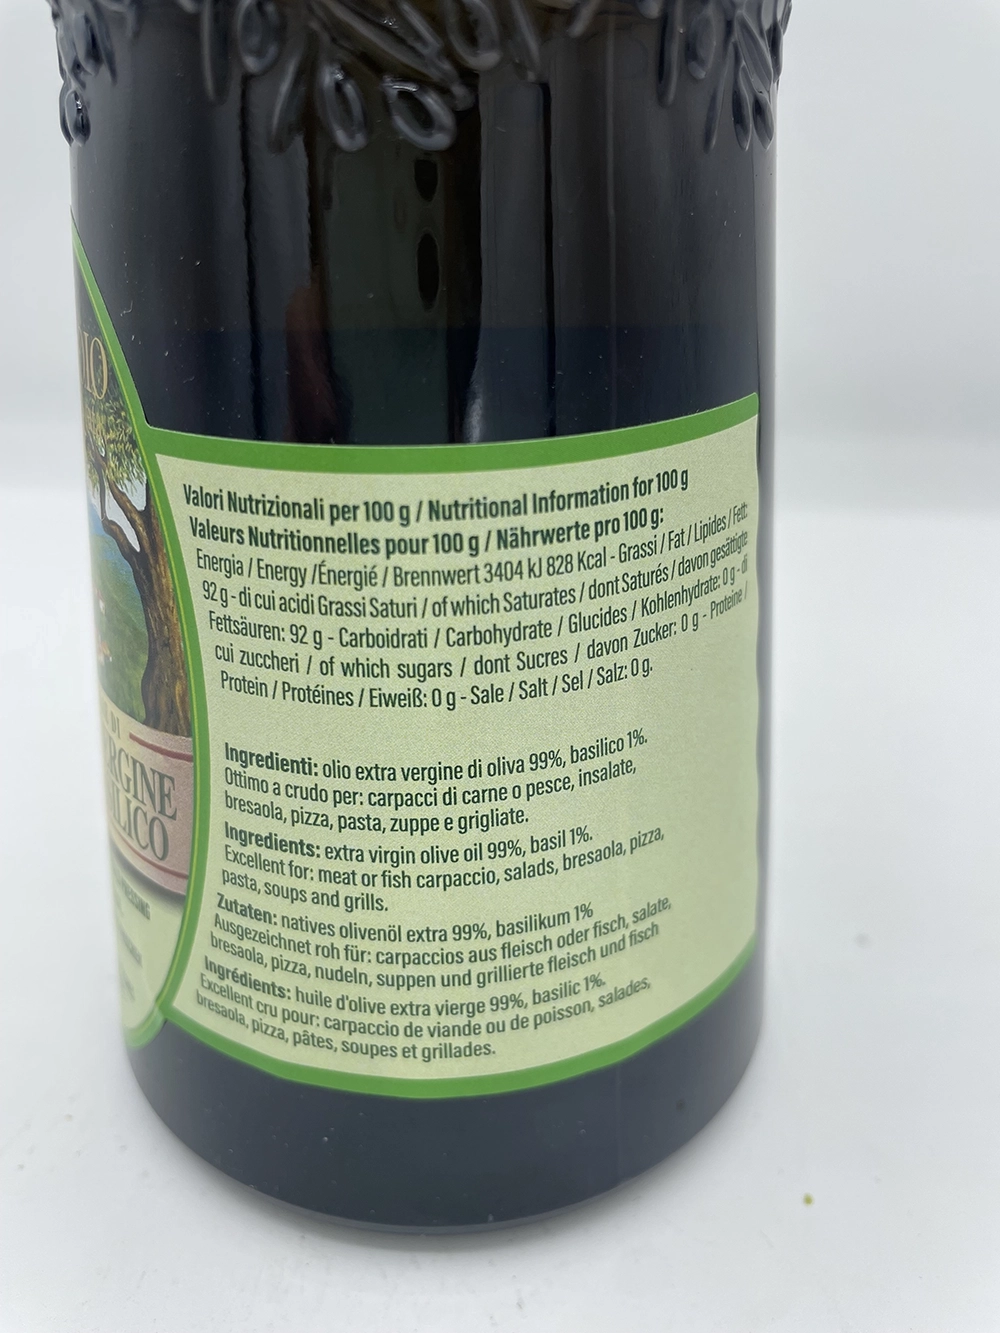 IO
DI
RGINE
LICO
Valori Nutrizionali per 100 g / Nutritional Information for 100 g
Valeurs Nutritionnelles pour 100 g / Nährwerte pro 100 g:
Energia / Energy /Énergié / Brennwert 3404 kJ 828 Kcal - Grassi / Fat / Lipides / Fett:
92 g - di cui acidi Grassi Saturi / of which Saturates / dont Saturés / davon gesättigte
Fettsäuren: 92 g - Carboidrati / Carbohydrate / Glucides / Kohlenhydrate: 0 g - di
cui zuccheri / of which sugars / dont Sucres / davon Zucker: 0 g - Proteine /
Protein / Protéines / Eiweiß: 0 g - Sale / Salt / Sel / Salz: 0 g.
Ingredienti: olio extra vergine di oliva 99%, basilico 1%.
Ottimo a crudo per: carpacci di carne o pesce, insalate,
bresaola, pizza, pasta, zuppe e grigliate.
Ingredients: extra virgin olive oil 99%, basil 1%.
Excellent for: meat or fish carpaccio, salads, bresaola, pizza,
pasta, soups and grills.
Zutaten: natives olivenöl extra 99%, basilikum 1%
Ausgezeichnet roh für: carpaccios aus fleisch oder fisch, salate,
bresaola, pizza, nudeln, suppen und grillierte fleisch und fisch
Ingrédients: huile d'olive extra vierge 99%, basilic 1%.
Excellent cru pour: carpaccio de viande ou de poisson, salades,
bresaola, pizza, pâtes, soupes et grillades.